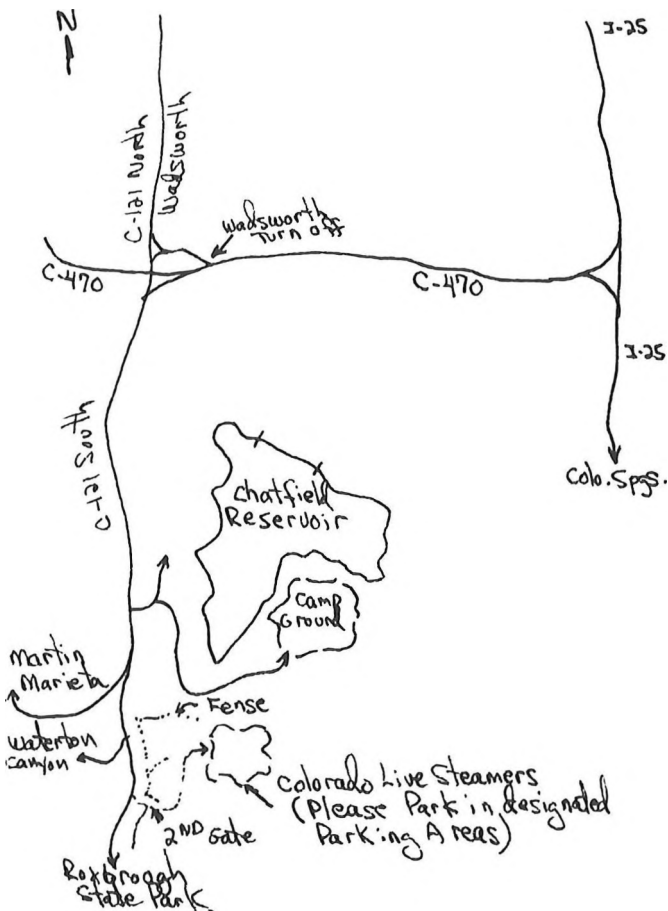 N
I-25
C-121 North
Wadsworth
Wadsworth
Turn off
C-470
C-470
I-25
C-121 South
Colo. Spgs.
Chatfield
Reservoir
Camp
Ground
Martin
Marieta
Fense
Waterton
Canyon
Colorado Live Steamers
(Please Park in designated
Parking Areas)
2ND Gate
Roxbrough
State Park